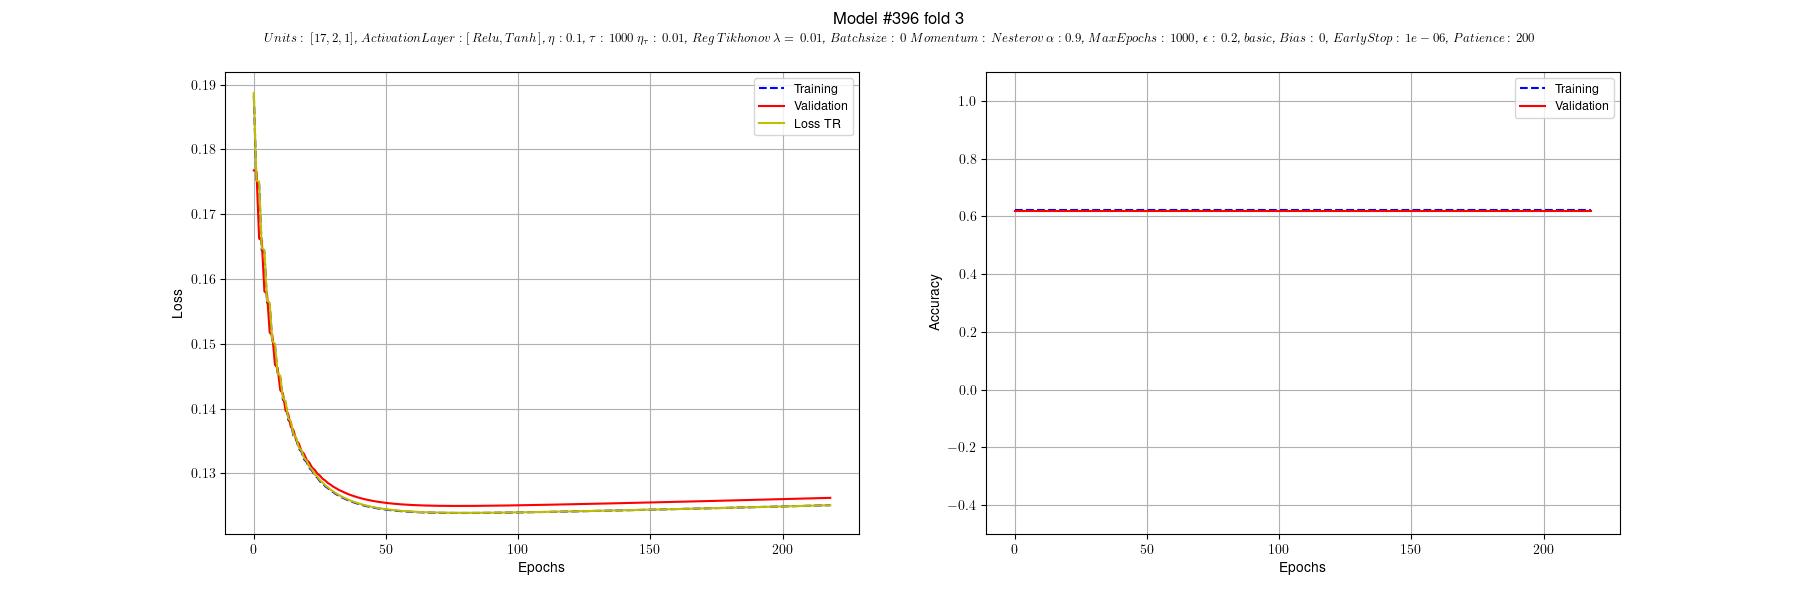 Model #396 fold 3
Units : [17, 2, 1], ActivationLayer : [ Relu, Tanh ], η : 0.1, τ : 1000 η_τ : 0.01, Reg Tikhonov λ = 0.01, Batchsize : 0 Momentum : Nesterov α : 0.9, MaxEpochs : 1000, ϵ : 0.2, basic, Bias : 0, EarlyStop : 1e − 06, Patience : 200
Training
Validation
Loss TR
0.19
0.18
0.17
0.16
0.15
0.14
0.13
Loss
0 50 100 150 200
Epochs
Training
Validation
1.0
0.8
0.6
0.4
0.2
0.0
−0.2
−0.4
Accuracy
0 50 100 150 200
Epochs